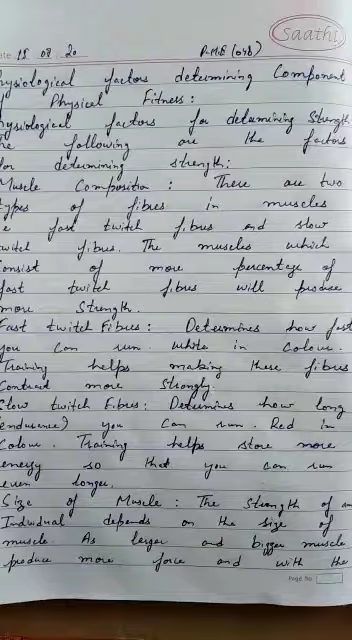 Saathi
ate 11 08 20 P.M.B (048)
hysiological factors determining Component
f Physical Fitness:
hysiological factors for determining Strength
he following are the factors
for determining strength:
Muscle Composition: There are two
types of fibres in muscles
e fast twitch fibres and slow
twitch fibres. The muscles which
consist of more percentage of
fast twitch fibres will produce
more Strength.
Fast twitch Fibres: Determines how fast
you can run. white in colour.
Training helps making these fibres
Contract more Strongly.
Slow twitch Fibres: Determines how long
endurence) you can run. Red in
Colour. Training helps store more
energy so that you can run
even longer.
Size of Muscle: The Strength of an
Individual depends on the size of
muscle As larger and bigger muscle
produce more force and with the
Page No